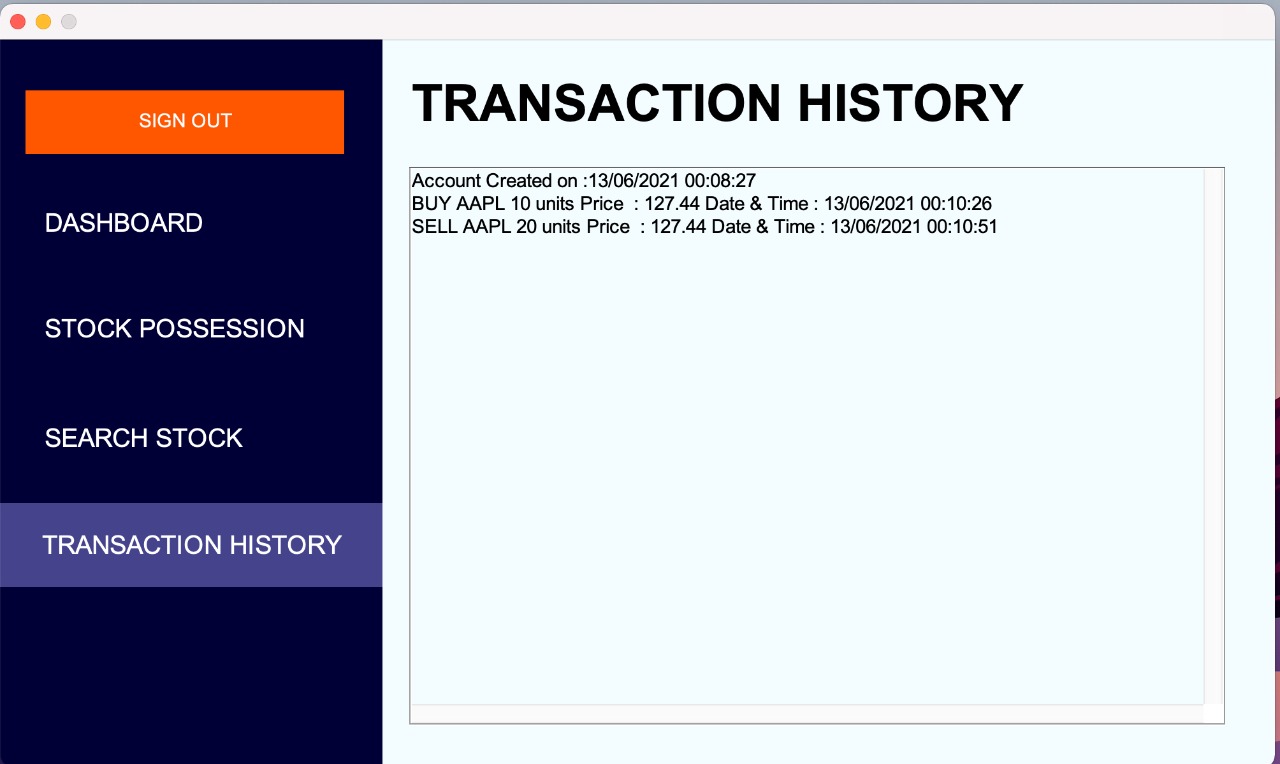 SIGN OUT
DASHBOARD
STOCK POSSESSION
SEARCH STOCK
TRANSACTION HISTORY
TRANSACTION HISTORY
Account Created on :13/06/2021 00:08:27
BUY AAPL 10 units Price  : 127.44 Date & Time : 13/06/2021 00:10:26
SELL AAPL 20 units Price  : 127.44 Date & Time : 13/06/2021 00:10:51